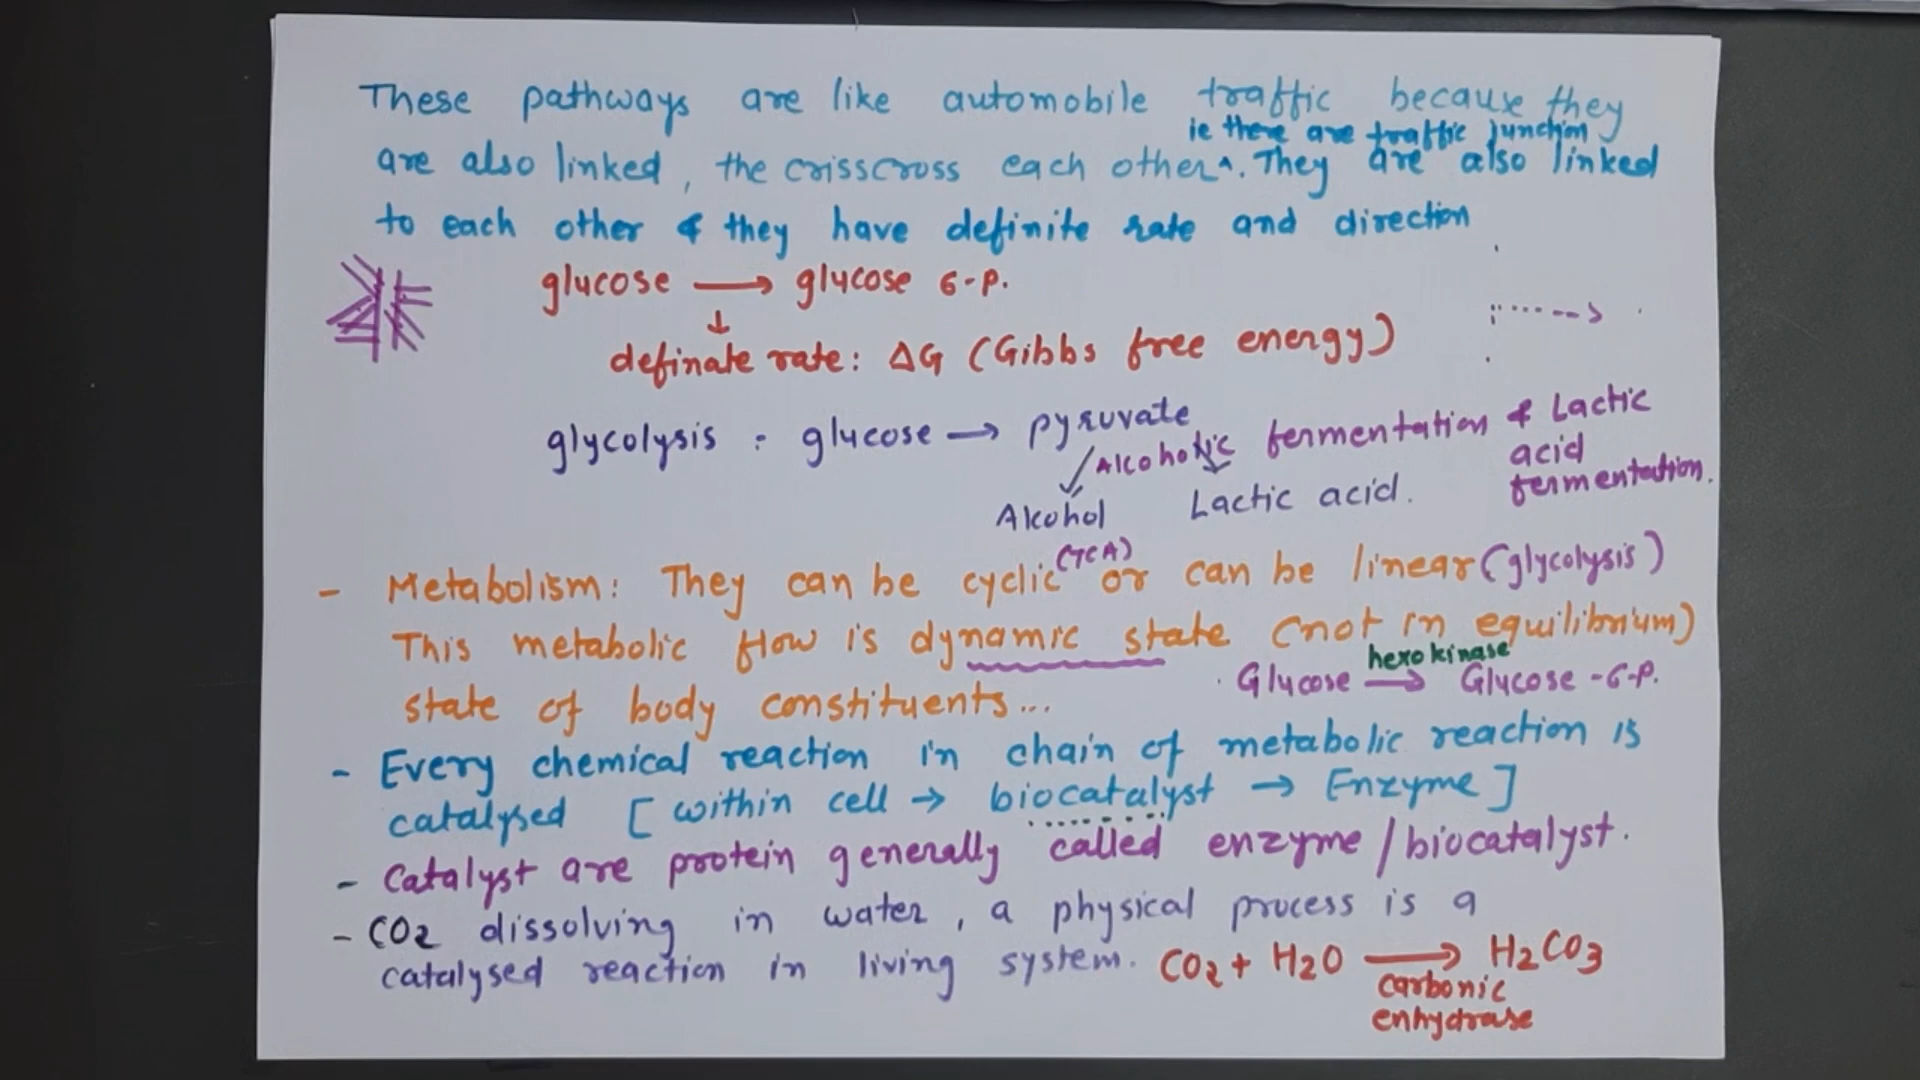 These pathways are like automobile traffic because they
ie there are traffic junction
are also linked, the crisscross each other ^. They are also linked
to each other & they have definite rate and direction
glucose → glucose 6-P.
↓
definate rate: ΔG (Gibbs free energy)
glycolysis : glucose → pyruvate
Alcoholic fermentation & Lactic
acid
fermentation.
Alcohol Lactic acid.
(TCA)
- Metabolism: They can be cyclic or can be linear (glycolysis)
This metabolic flow is dynamic state (not in equilibrium)
hexokinase
Glucose → Glucose -6-P.
state of body constituents...
- Every chemical reaction in chain of metabolic reaction is
catalysed [within cell → biocatalyst → Enzyme]
- Catalyst are protein generally called enzyme/biocatalyst.
- CO2 dissolving in water, a physical process is a
catalysed reaction in living system. CO2 + H2O → H2CO3
carbonic
enhydrase